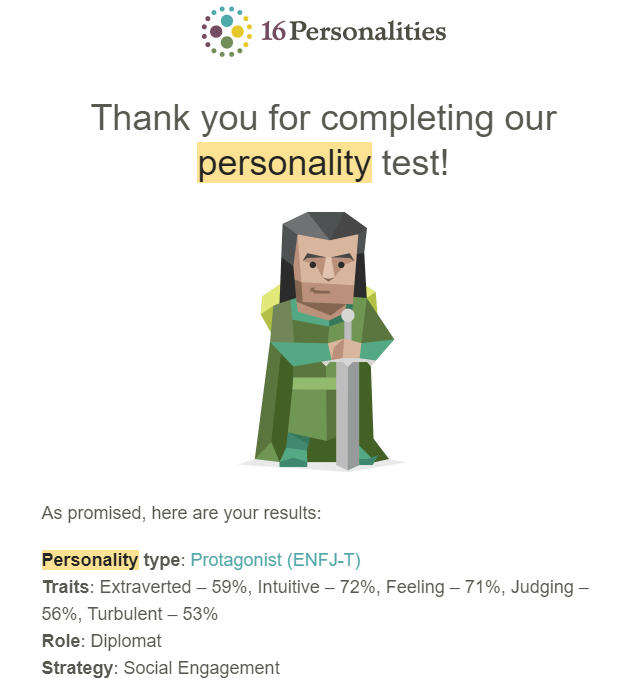 16Personalities
Thank you for completing our
personality test!
As promised, here are your results:
Personality type: Protagonist (ENFJ-T)
Traits: Extraverted – 59%, Intuitive – 72%, Feeling – 71%, Judging –
56%, Turbulent – 53%
Role: Diplomat
Strategy: Social Engagement